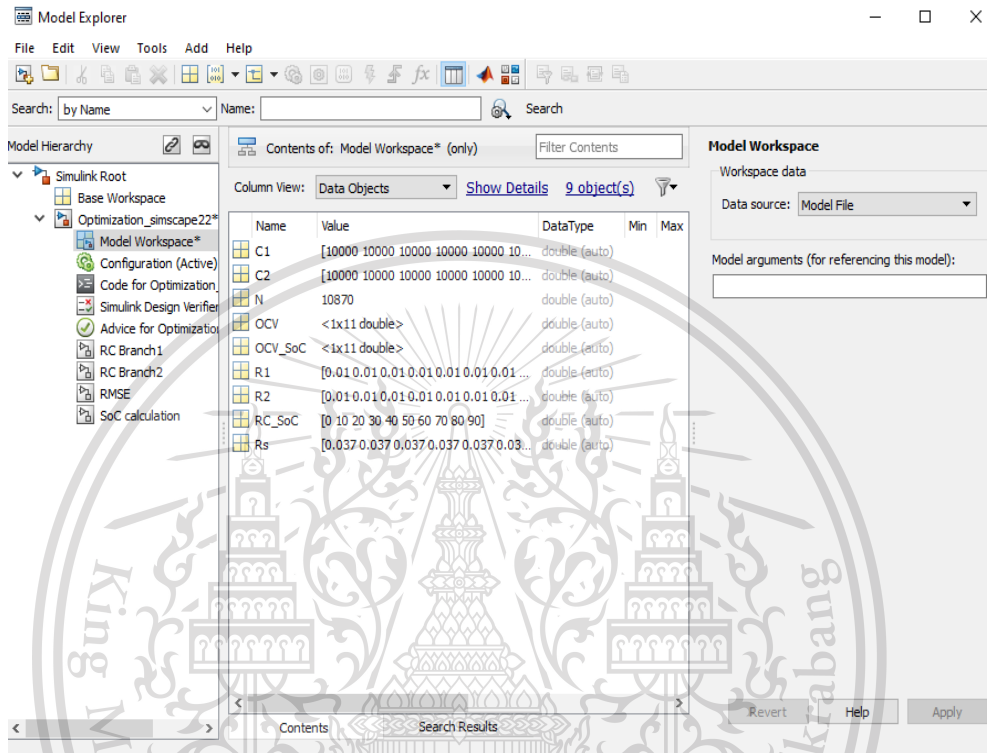 Model Explorer
File Edit View Tools Add Help
Search: by Name Name: Search
Model Hierarchy
Simulink Root
Base Workspace
Optimization_simscape22*
Model Workspace*
Configuration (Active)
Code for Optimization_
Simulink Design Verifier
Advice for Optimization
RC Branch1
RC Branch2
RMSE
SoC calculation
Contents of: Model Workspace* (only) Filter Contents
Column View: Data Objects Show Details 9 object(s)
Name Value DataType Min Max
C1 [10000 10000 10000 10000 10000 10... double (auto)
C2 [10000 10000 10000 10000 10000 10... double (auto)
N 10870 double (auto)
OCV <1x11 double> double (auto)
OCV_SoC <1x11 double> double (auto)
R1 [0.01 0.01 0.01 0.01 0.01 0.01 0.01 ... double (auto)
R2 [0.01 0.01 0.01 0.01 0.01 0.01 0.01 ... double (auto)
RC_SoC [0 10 20 30 40 50 60 70 80 90] double (auto)
Rs [0.037 0.037 0.037 0.037 0.037 0.03... double (auto)
Contents Search Results
Model Workspace
Workspace data
Data source: Model File
Model arguments (for referencing this model):
Revert Help Apply
King M
krabang